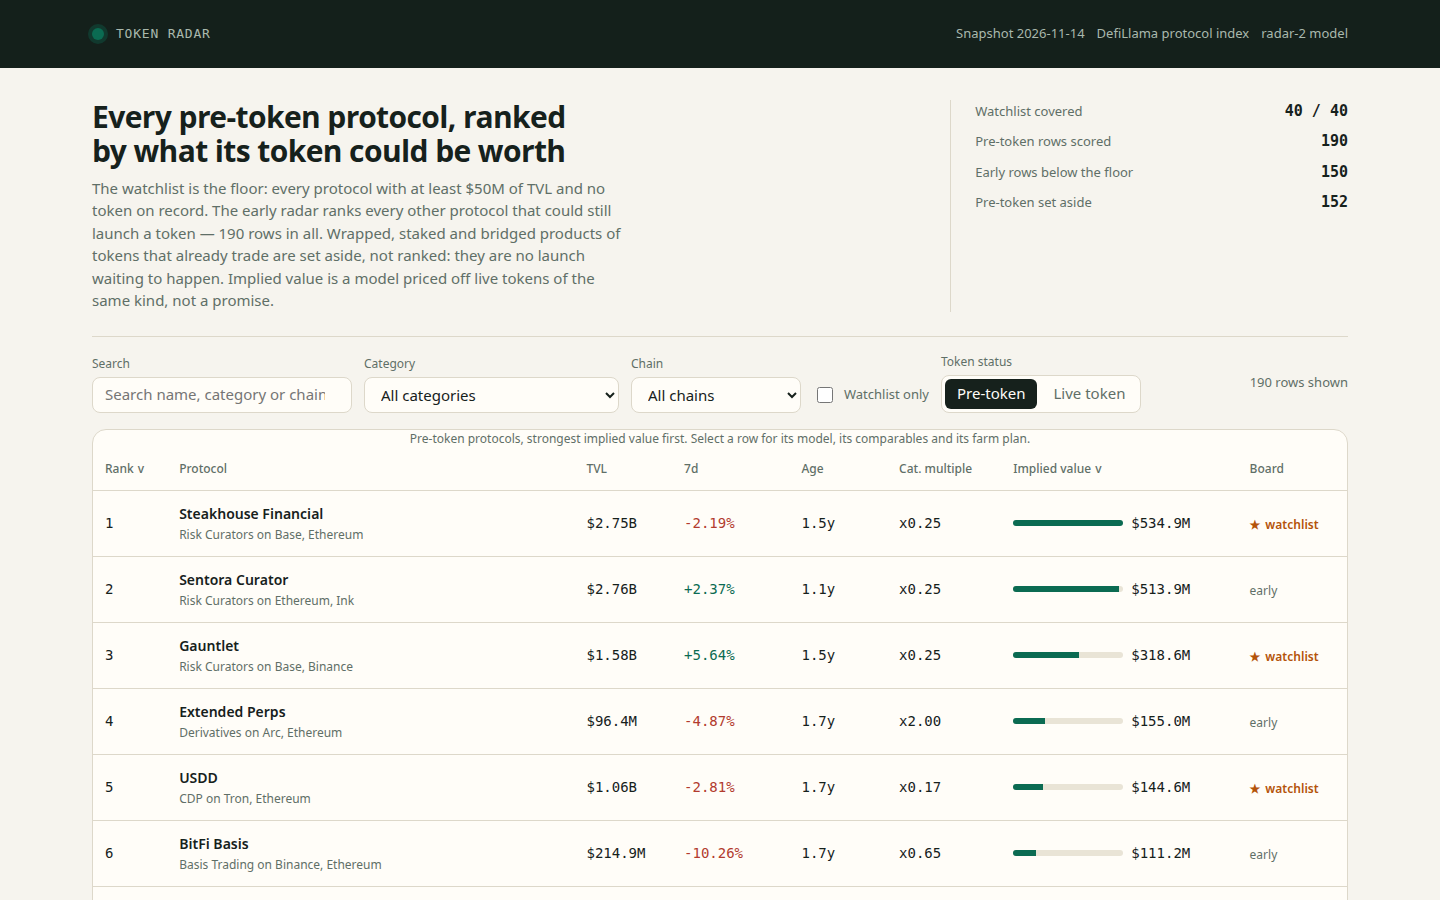 TOKEN RADAR
Snapshot 2026-11-14 DefiLlama protocol index radar-2 model
Every pre-token protocol, ranked
by what its token could be worth
The watchlist is the floor: every protocol with at least $50M of TVL and no
token on record. The early radar ranks every other protocol that could still
launch a token — 190 rows in all. Wrapped, staked and bridged products of
tokens that already trade are set aside, not ranked: they are no launch
waiting to happen. Implied value is a model priced off live tokens of the
same kind, not a promise.
Watchlist covered 40 / 40
Pre-token rows scored 190
Early rows below the floor 150
Pre-token set aside 152
Search Category Chain Token status
Search name, category or chain All categories All chains Watchlist only Pre-token Live token 190 rows shown
Pre-token protocols, strongest implied value first. Select a row for its model, its comparables and its farm plan.
Rank v Protocol TVL 7d Age Cat. multiple Implied value v Board
1 Steakhouse Financial $2.75B -2.19% 1.5y x0.25 $534.9M ★ watchlist
Risk Curators on Base, Ethereum
2 Sentora Curator $2.76B +2.37% 1.1y x0.25 $513.9M early
Risk Curators on Ethereum, Ink
3 Gauntlet $1.58B +5.64% 1.5y x0.25 $318.6M ★ watchlist
Risk Curators on Base, Binance
4 Extended Perps $96.4M -4.87% 1.7y x2.00 $155.0M early
Derivatives on Arc, Ethereum
5 USDD $1.06B -2.81% 1.7y x0.17 $144.6M ★ watchlist
CDP on Tron, Ethereum
6 BitFi Basis $214.9M -10.26% 1.7y x0.65 $111.2M early
Basis Trading on Binance, Ethereum